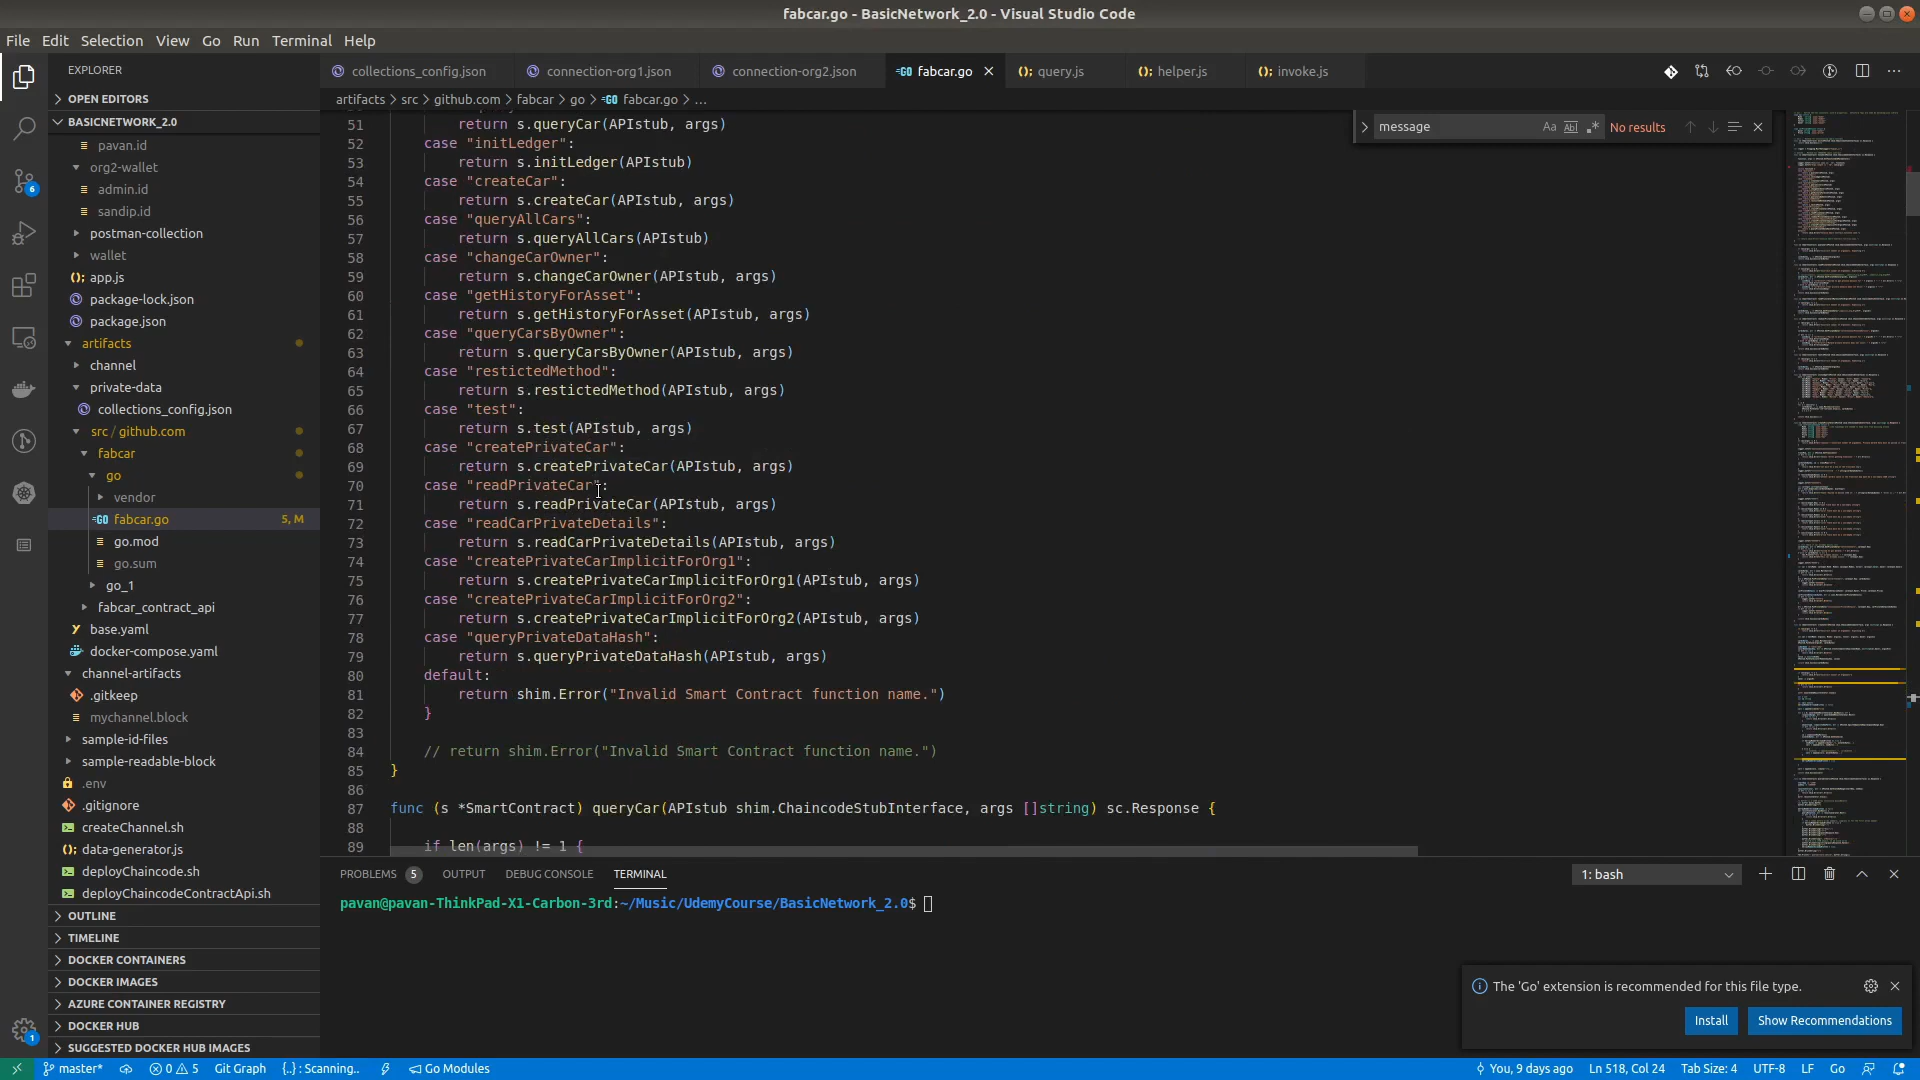 fabcar.go - BasicNetwork_2.0 - Visual Studio Code
File Edit Selection View Go Run Terminal Help
EXPLORER
collections_config.json connection-org1.json connection-org2.json fabcar.go query.js helper.js invoke.js
OPEN EDITORS
artifacts > src > github.com > fabcar > go > fabcar.go > ...
BASICNETWORK_2.0
pavan.id
org2-wallet
admin.id
sandip.id
postman-collection
wallet
app.js
package-lock.json
package.json
artifacts
channel
private-data
collections_config.json
src / github.com
fabcar
go
vendor
fabcar.go 5, M
go.mod
go.sum
go_1
fabcar_contract_api
base.yaml
docker-compose.yaml
channel-artifacts
.gitkeep
mychannel.block
sample-id-files
sample-readable-block
.env
.gitignore
createChannel.sh
data-generator.js
deployChaincode.sh
deployChaincodeContractApi.sh
OUTLINE
TIMELINE
DOCKER CONTAINERS
DOCKER IMAGES
AZURE CONTAINER REGISTRY
DOCKER HUB
SUGGESTED DOCKER HUB IMAGES
6
1
message Aa Abl .* No results
51 return s.queryCar(APIstub, args)
52 case "initLedger":
53 return s.initLedger(APIstub)
54 case "createCar":
55 return s.createCar(APIstub, args)
56 case "queryAllCars":
57 return s.queryAllCars(APIstub)
58 case "changeCarOwner":
59 return s.changeCarOwner(APIstub, args)
60 case "getHistoryForAsset":
61 return s.getHistoryForAsset(APIstub, args)
62 case "queryCarsByOwner":
63 return s.queryCarsByOwner(APIstub, args)
64 case "restictedMethod":
65 return s.restictedMethod(APIstub, args)
66 case "test":
67 return s.test(APIstub, args)
68 case "createPrivateCar":
69 return s.createPrivateCar(APIstub, args)
70 case "readPrivateCar":
71 return s.readPrivateCar(APIstub, args)
72 case "readCarPrivateDetails":
73 return s.readCarPrivateDetails(APIstub, args)
74 case "createPrivateCarImplicitForOrg1":
75 return s.createPrivateCarImplicitForOrg1(APIstub, args)
76 case "createPrivateCarImplicitForOrg2":
77 return s.createPrivateCarImplicitForOrg2(APIstub, args)
78 case "queryPrivateDataHash":
79 return s.queryPrivateDataHash(APIstub, args)
80 default:
81 return shim.Error("Invalid Smart Contract function name.")
82 }
83
84 // return shim.Error("Invalid Smart Contract function name.")
85 }
86
87 func (s *SmartContract) queryCar(APIstub shim.ChaincodeStubInterface, args []string) sc.Response {
88
89 if len(args) != 1 {
PROBLEMS 5 OUTPUT DEBUG CONSOLE TERMINAL 1: bash
pavan@pavan-ThinkPad-X1-Carbon-3rd:~/Music/UdemyCourse/BasicNetwork_2.0$
The 'Go' extension is recommended for this file type.
Install Show Recommendations
master* 0 5 Git Graph {..} : Scanning.. Go Modules You, 9 days ago Ln 518, Col 24 Tab Size: 4 UTF-8 LF Go